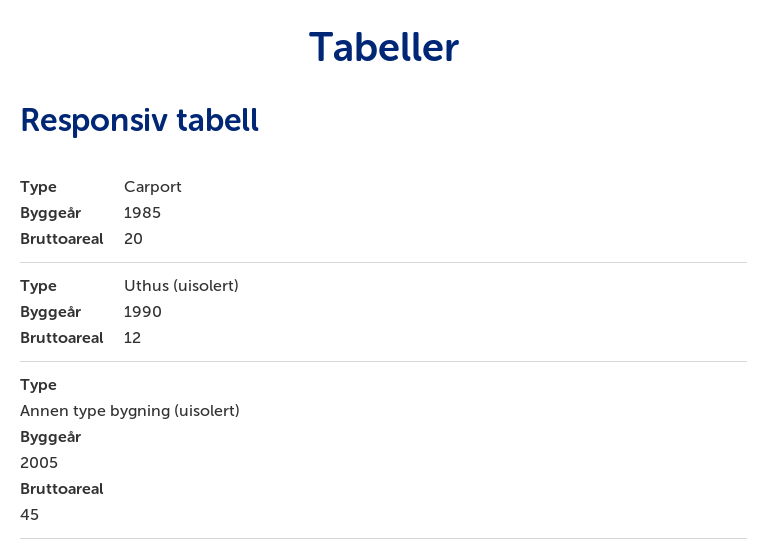 Tabeller
Responsiv tabell
Type Carport
Byggeår 1985
Bruttoareal 20
Type Uthus (uisolert)
Byggeår 1990
Bruttoareal 12
Type
Annen type bygning (uisolert)
Byggeår
2005
Bruttoareal
45